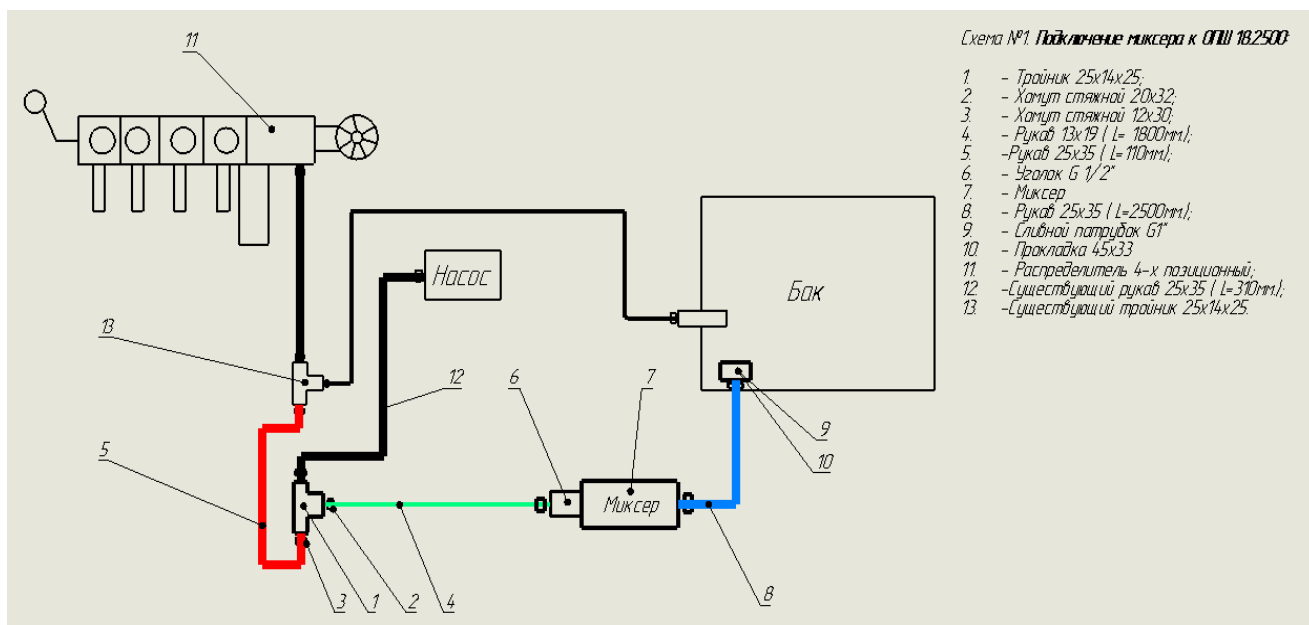 Схема №1. Подключение миксера к ОПШ 18.2500:
1. - Тройник 25х14х25;
2. - Хомут стяжной 20х32;
3. - Хомут стяжной 12х30;
4. - Рукав 13х19 ( L= 1800мм.);
5. -Рукав 25х35 ( L=110мм.);
6. - Уголок G 1/2"
7. - Миксер
8. - Рукав 25х35 ( L=2500мм.);
9. - Сливной патрубок G1"
10. - Прокладка 45х33
11. - Распределитель 4-х позиционный;
12. -Существующий рукав 25х35 ( L=310мм.);
13. -Существующий тройник 25х14х25.
11
Насос
Бак
13
12
6
7
9
10
5
Миксер
3
1
2
4
8